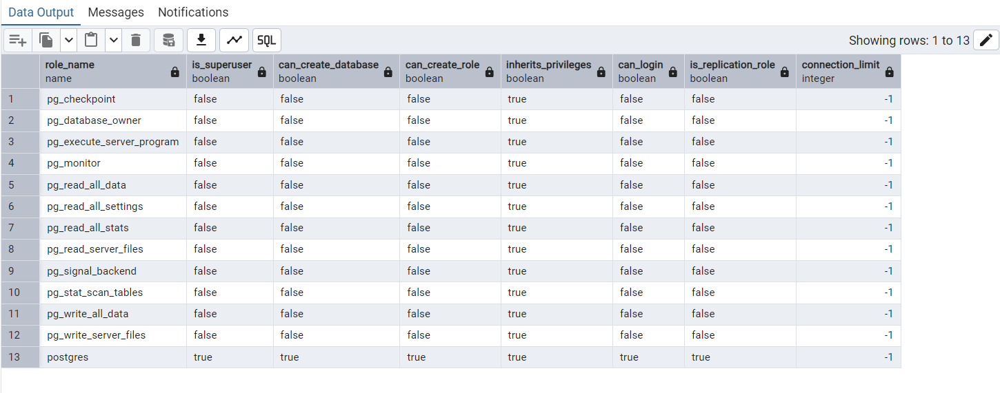 Data Output Messages Notifications
SQL Showing rows: 1 to 13
role_name is_superuser can_create_database can_create_role inherits_privileges can_login is_replication_role connection_limit
name boolean boolean boolean boolean boolean boolean integer
1 pg_checkpoint false false false true false false -1
2 pg_database_owner false false false true false false -1
3 pg_execute_server_program false false false true false false -1
4 pg_monitor false false false true false false -1
5 pg_read_all_data false false false true false false -1
6 pg_read_all_settings false false false true false false -1
7 pg_read_all_stats false false false true false false -1
8 pg_read_server_files false false false true false false -1
9 pg_signal_backend false false false true false false -1
10 pg_stat_scan_tables false false false true false false -1
11 pg_write_all_data false false false true false false -1
12 pg_write_server_files false false false true false false -1
13 postgres true true true true true true -1